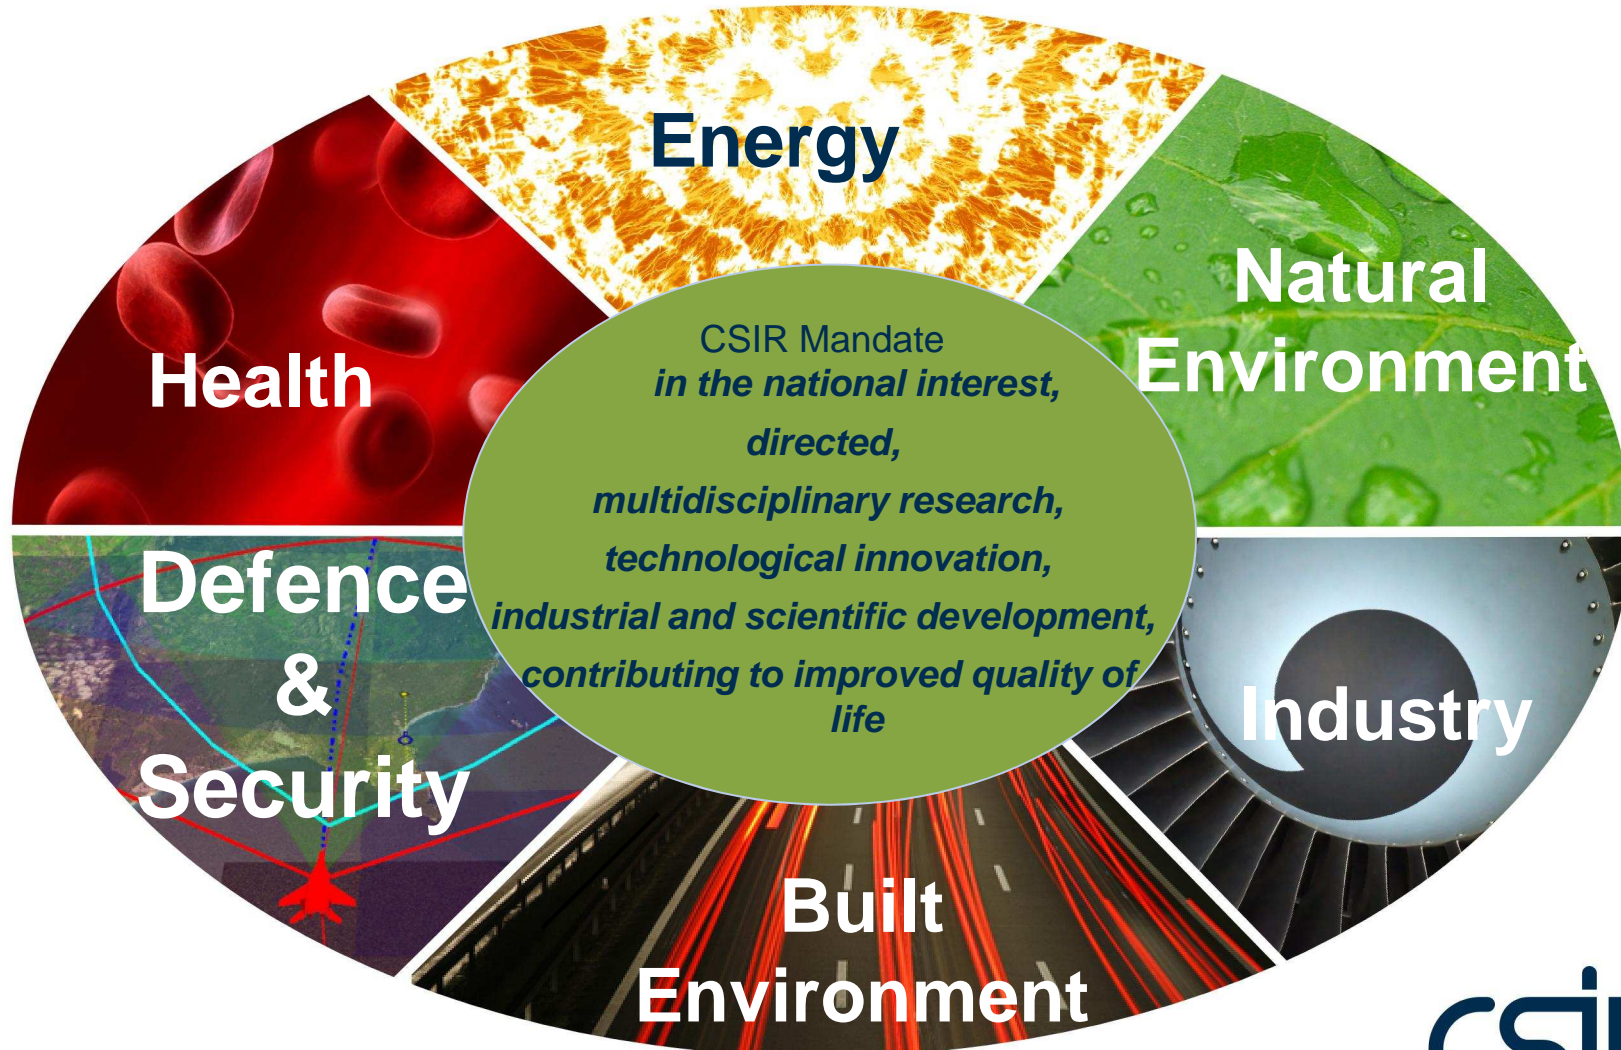 Energy
Natural
Environment
Health
CSIR Mandate
in the national interest,
directed,
multidisciplinary research,
technological innovation,
industrial and scientific development,
contributing to improved quality of
life
Defence
&
Security
Industry
Built
Environment
csir